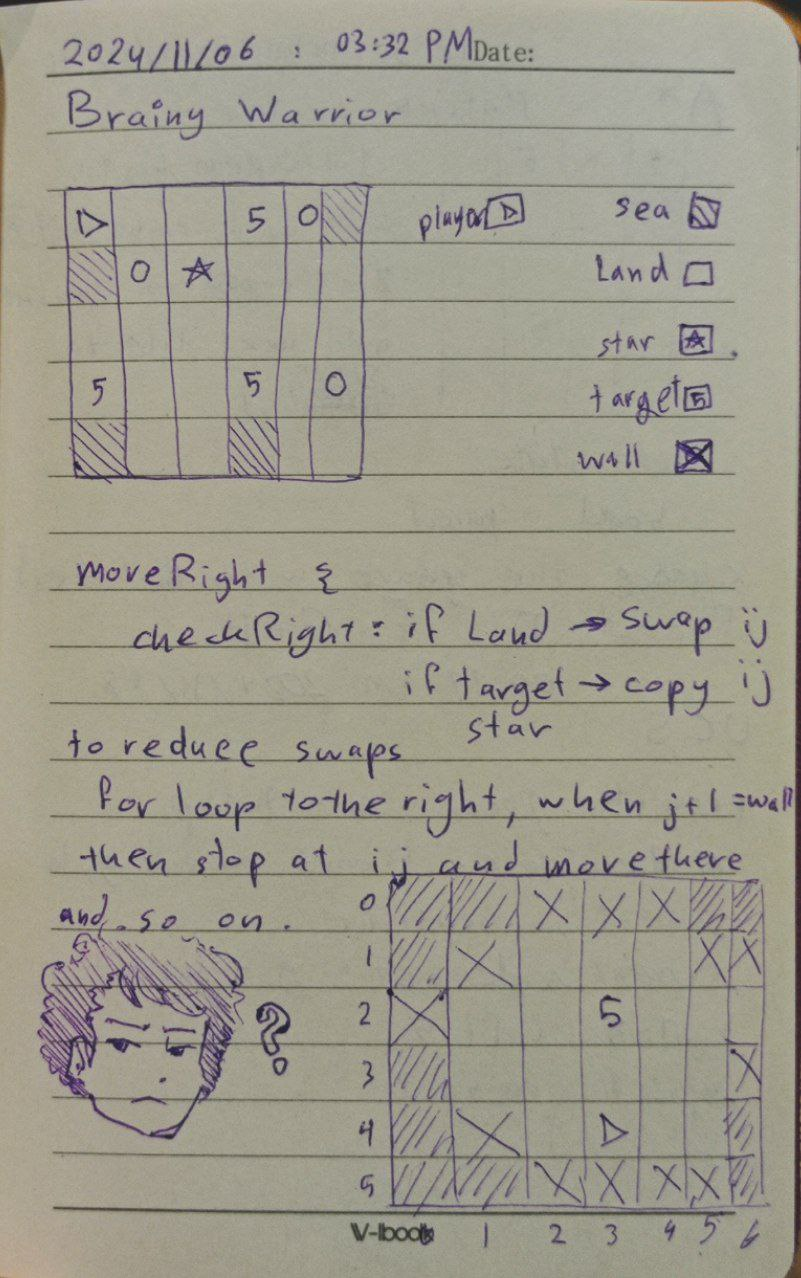 2024/11/06 : 03:32 PM Date:
Brainy Warrior
▷ 5 0
player ▷ sea
0 ☆
Land
star ☆
5 5 0
target 5
wall
moveRight {
checkRight : if Land → swap ij
if target → copy ij
star
to reduce swaps
for loop to the right, when j+1 = wall
then stop at ij and move there
and so on.
0 X X X
1 X X X
2 X 5
?
3 X
4 X ▷
5 X X X X
V-lbook
0 1 2 3 4 5 6